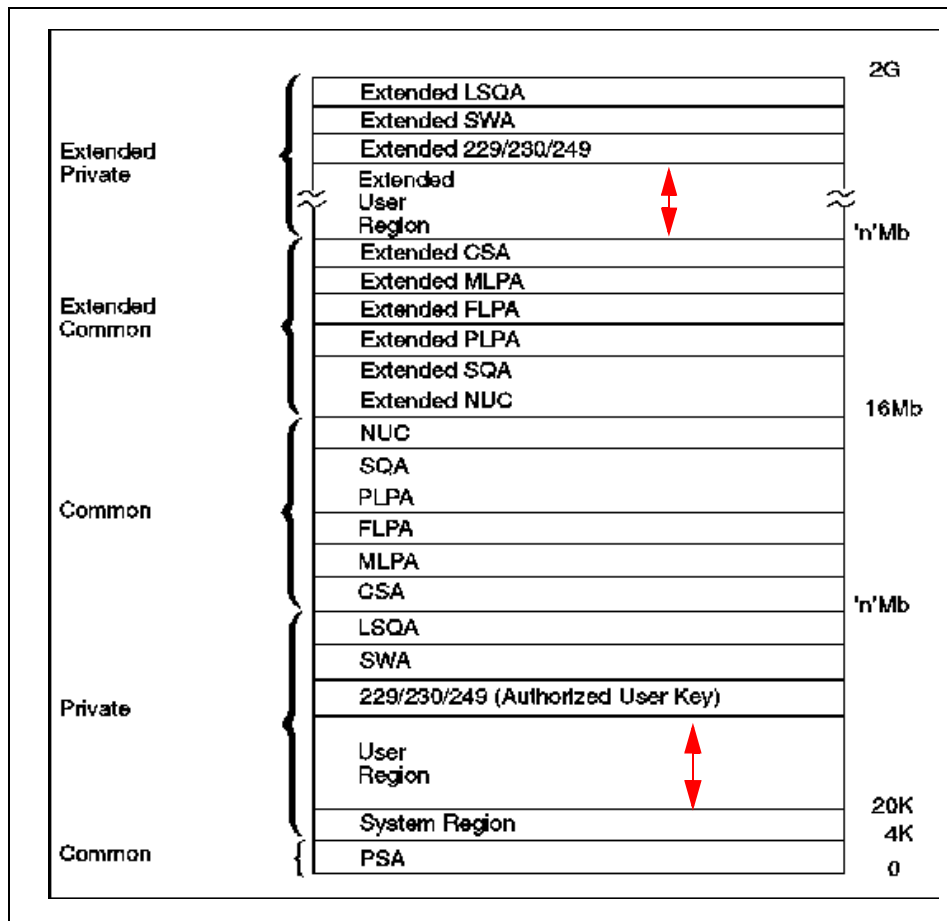 2G
Extended LSQA
Extended SWA
Extended 229/230/249
Extended
Private
Extended
User
Region
'n'Mb
Extended CSA
Extended MLPA
Extended
Common
Extended FLPA
Extended PLPA
Extended SQA
Extended NUC
16Mb
NUC
SQA
PLPA
Common
FLPA
MLPA
CSA
'n'Mb
LSQA
SWA
229/230/249 (Authorized User Key)
Private
User
Region
20K
System Region
4K
Common
PSA
0